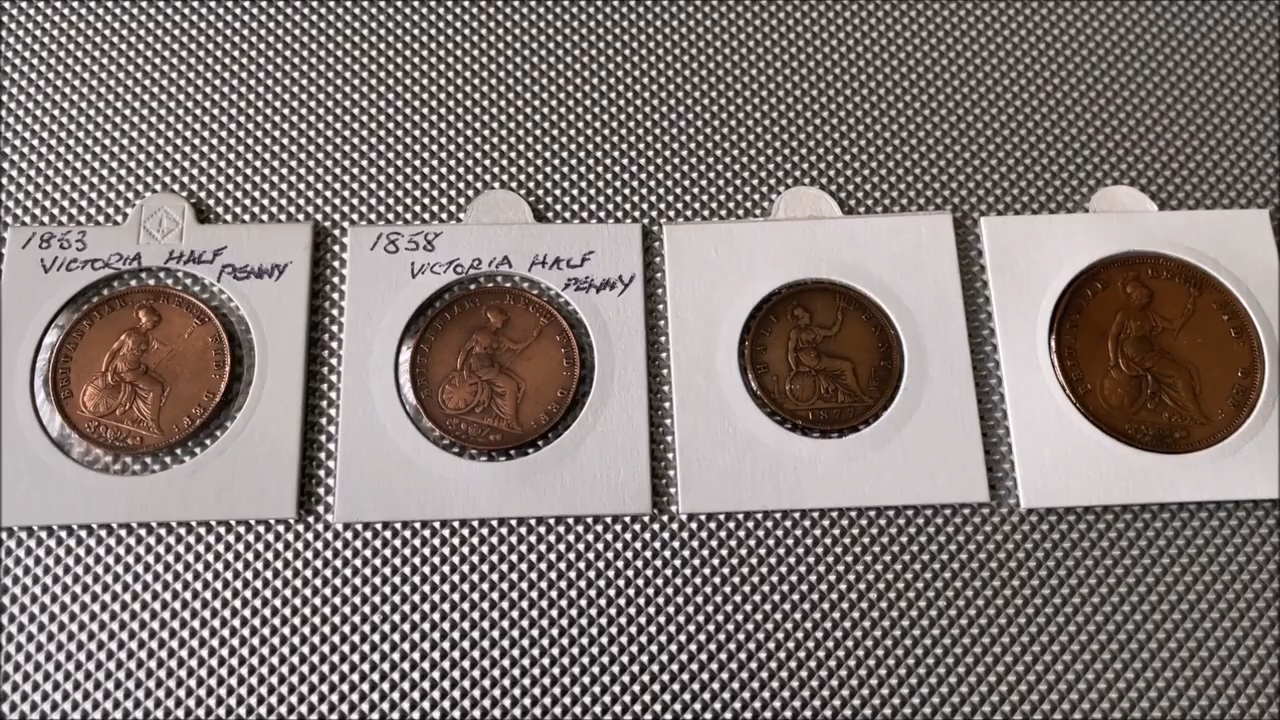 1853
VICTORIA HALF
PENNY
1858
VICTORIA HALF
PENNY
BRITANNIAR REG: FID: DEF:
BRITANNIAR REG: FID: DEF:
HALF PENNY
1877
REG: FID: DEF: